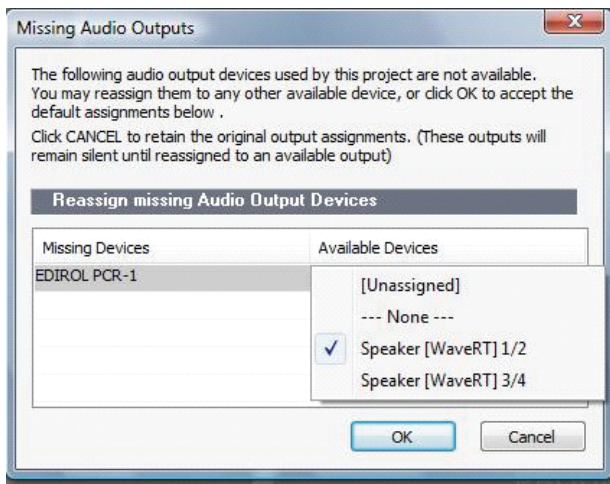 Missing Audio Outputs
The following audio output devices used by this project are not available.
You may reassign them to any other available device, or click OK to accept the
default assignments below .
Click CANCEL to retain the original output assignments. (These outputs will
remain silent until reassigned to an available output)
Reassign missing Audio Output Devices
Missing Devices Available Devices
EDIROL PCR-1
[Unassigned]
--- None ---
Speaker [WaveRT] 1/2
Speaker [WaveRT] 3/4
OK Cancel